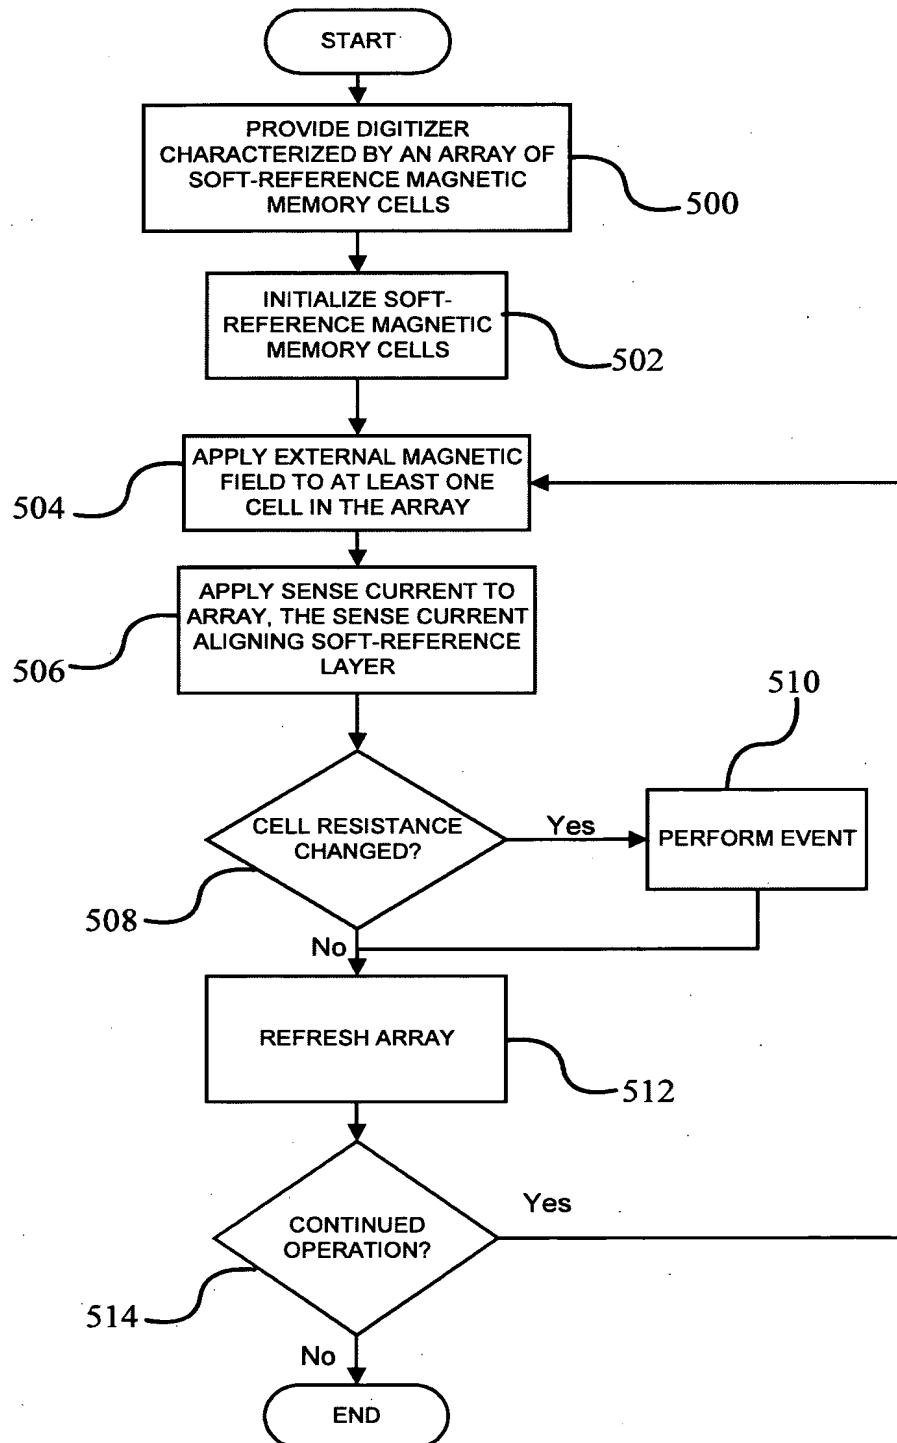 START
PROVIDE DIGITIZER
CHARACTERIZED BY AN ARRAY OF
SOFT-REFERENCE MAGNETIC
MEMORY CELLS
500
INITIALIZE SOFT-
REFERENCE MAGNETIC
MEMORY CELLS
502
APPLY EXTERNAL MAGNETIC
FIELD TO AT LEAST ONE
CELL IN THE ARRAY
504
APPLY SENSE CURRENT TO
ARRAY, THE SENSE CURRENT
ALIGNING SOFT-REFERENCE
LAYER
506
510
CELL RESISTANCE
CHANGED?
Yes
PERFORM EVENT
508
No
REFRESH ARRAY
512
Yes
CONTINUED
OPERATION?
514
No
END